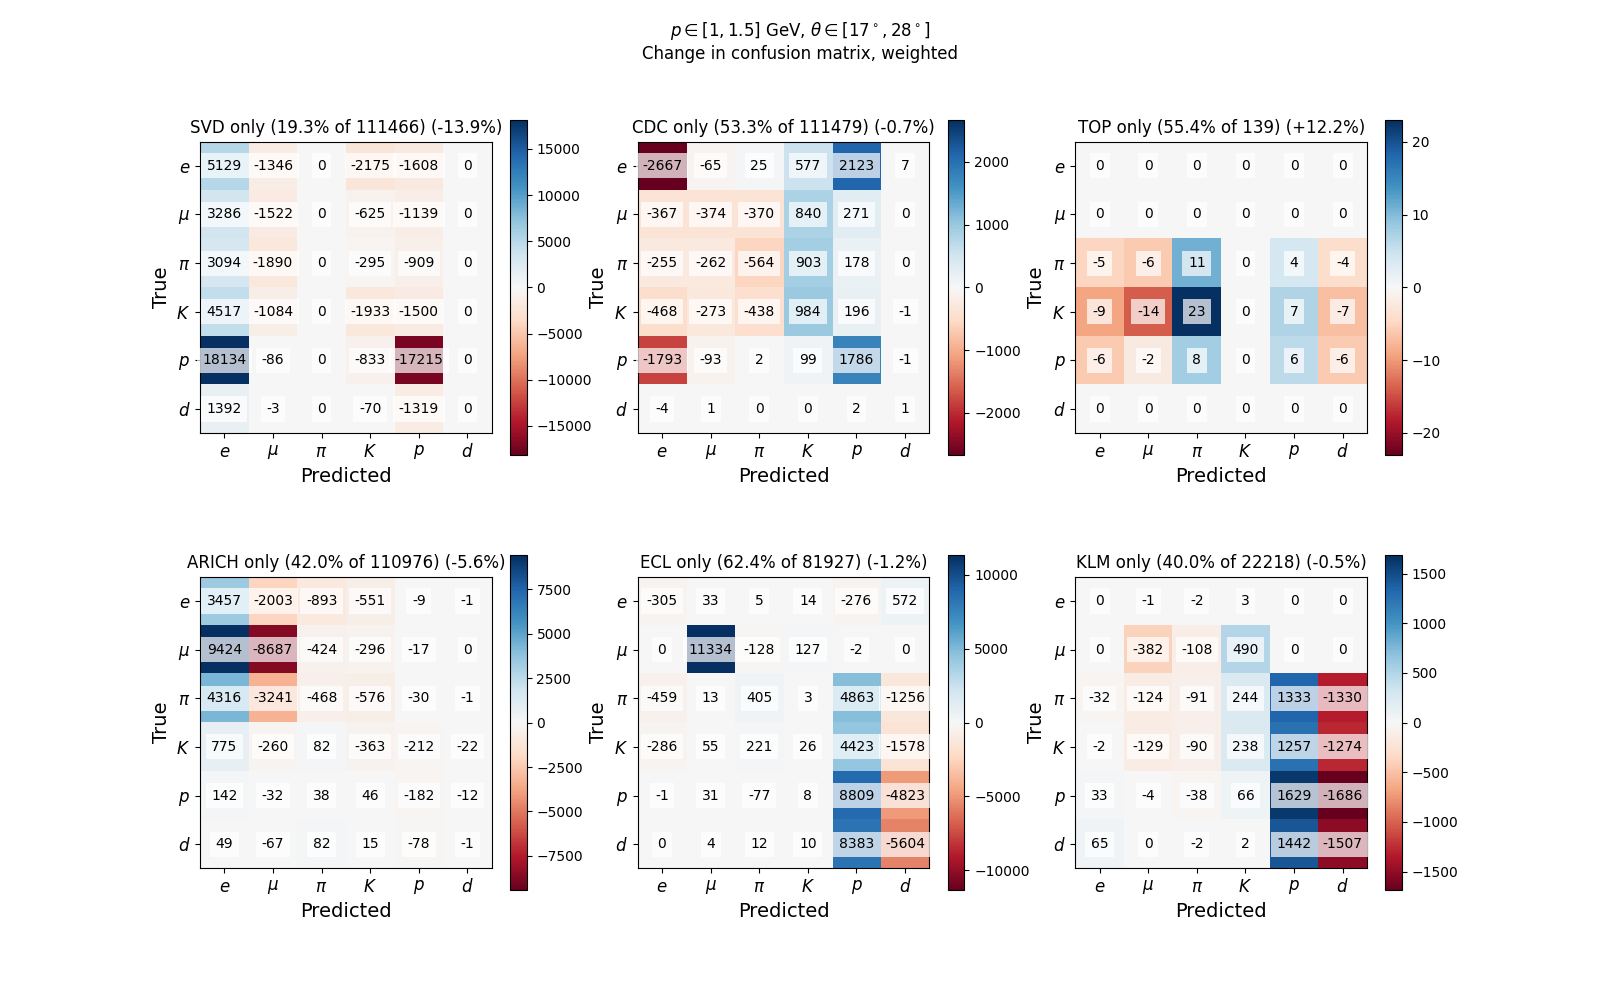 p ∈ [1, 1.5] GeV, θ ∈ [17°, 28°]
Change in confusion matrix, weighted
SVD only (19.3% of 111466) (-13.9%)
e 5129 -1346 0 -2175 -1608 0
μ 3286 -1522 0 -625 -1139 0
π 3094 -1890 0 -295 -909 0
K 4517 -1084 0 -1933 -1500 0
p 18134 -86 0 -833 -17215 0
d 1392 -3 0 -70 -1319 0
e μ π K p d
Predicted
True
15000
10000
5000
0
−5000
−10000
−15000
CDC only (53.3% of 111479) (-0.7%)
e -2667 -65 25 577 2123 7
μ -367 -374 -370 840 271 0
π -255 -262 -564 903 178 0
K -468 -273 -438 984 196 -1
p -1793 -93 2 99 1786 -1
d -4 1 0 0 2 1
e μ π K p d
Predicted
True
2000
1000
0
−1000
−2000
TOP only (55.4% of 139) (+12.2%)
e 0 0 0 0 0 0
μ 0 0 0 0 0 0
π -5 -6 11 0 4 -4
K -9 -14 23 0 7 -7
p -6 -2 8 0 6 -6
d 0 0 0 0 0 0
e μ π K p d
Predicted
True
20
10
0
−10
−20
ARICH only (42.0% of 110976) (-5.6%)
e 3457 -2003 -893 -551 -9 -1
μ 9424 -8687 -424 -296 -17 0
π 4316 -3241 -468 -576 -30 -1
K 775 -260 82 -363 -212 -22
p 142 -32 38 46 -182 -12
d 49 -67 82 15 -78 -1
e μ π K p d
Predicted
True
7500
5000
2500
0
−2500
−5000
−7500
ECL only (62.4% of 81927) (-1.2%)
e -305 33 5 14 -276 572
μ 0 11334 -128 127 -2 0
π -459 13 405 3 4863 -1256
K -286 55 221 26 4423 -1578
p -1 31 -77 8 8809 -4823
d 0 4 12 10 8383 -5604
e μ π K p d
Predicted
True
10000
5000
0
−5000
−10000
KLM only (40.0% of 22218) (-0.5%)
e 0 -1 -2 3 0 0
μ 0 -382 -108 490 0 0
π -32 -124 -91 244 1333 -1330
K -2 -129 -90 238 1257 -1274
p 33 -4 -38 66 1629 -1686
d 65 0 -2 2 1442 -1507
e μ π K p d
Predicted
True
1500
1000
500
0
−500
−1000
−1500